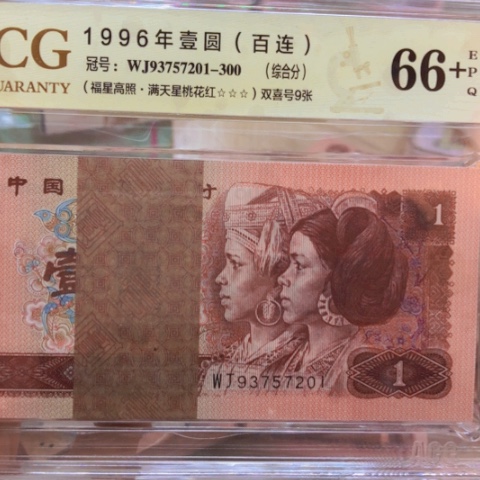 CG
1996年壹圆（百连）
UARANTY
冠号：WJ93757201-300 （综合分）
66+
EPQ
（福星高照·满天星桃花红☆☆☆）双喜号9张
中国
1
壹
WJ93757201
1